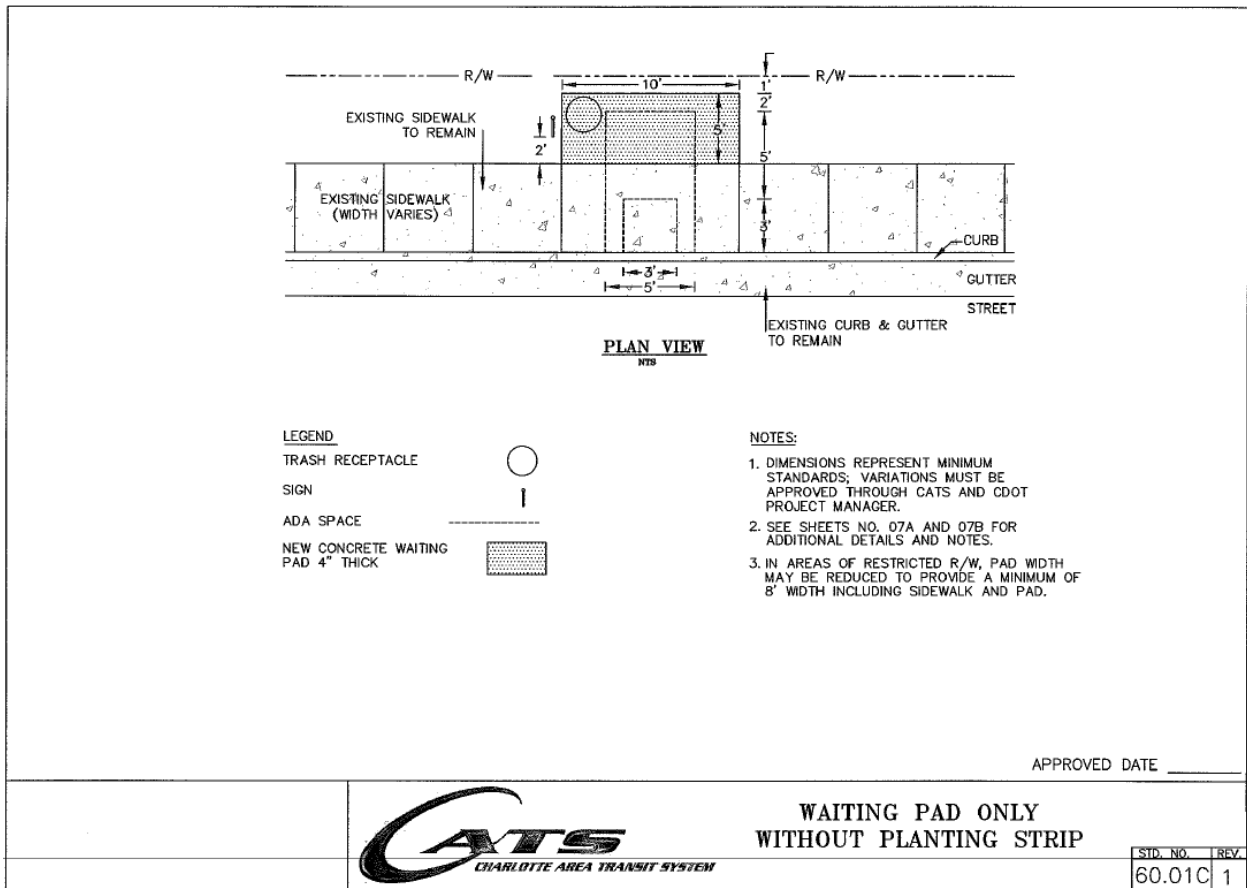 R/W
R/W
10'
1'
2'
EXISTING SIDEWALK
TO REMAIN
2'
5'
5'
EXISTING SIDEWALK
(WIDTH VARIES)
3'
CURB
3'
5'
GUTTER
STREET
EXISTING CURB & GUTTER
TO REMAIN
PLAN VIEW
NTS
LEGEND
TRASH RECEPTACLE
SIGN
ADA SPACE
NEW CONCRETE WAITING
PAD 4" THICK
NOTES:
1. DIMENSIONS REPRESENT MINIMUM
STANDARDS; VARIATIONS MUST BE
APPROVED THROUGH CATS AND CDOT
PROJECT MANAGER.
2. SEE SHEETS NO. 07A AND 07B FOR
ADDITIONAL DETAILS AND NOTES.
3. IN AREAS OF RESTRICTED R/W, PAD WIDTH
MAY BE REDUCED TO PROVIDE A MINIMUM OF
8' WIDTH INCLUDING SIDEWALK AND PAD.
APPROVED DATE
CATS
CHARLOTTE AREA TRANSIT SYSTEM
WAITING PAD ONLY
WITHOUT PLANTING STRIP
STD. NO. REV.
60.01C 1